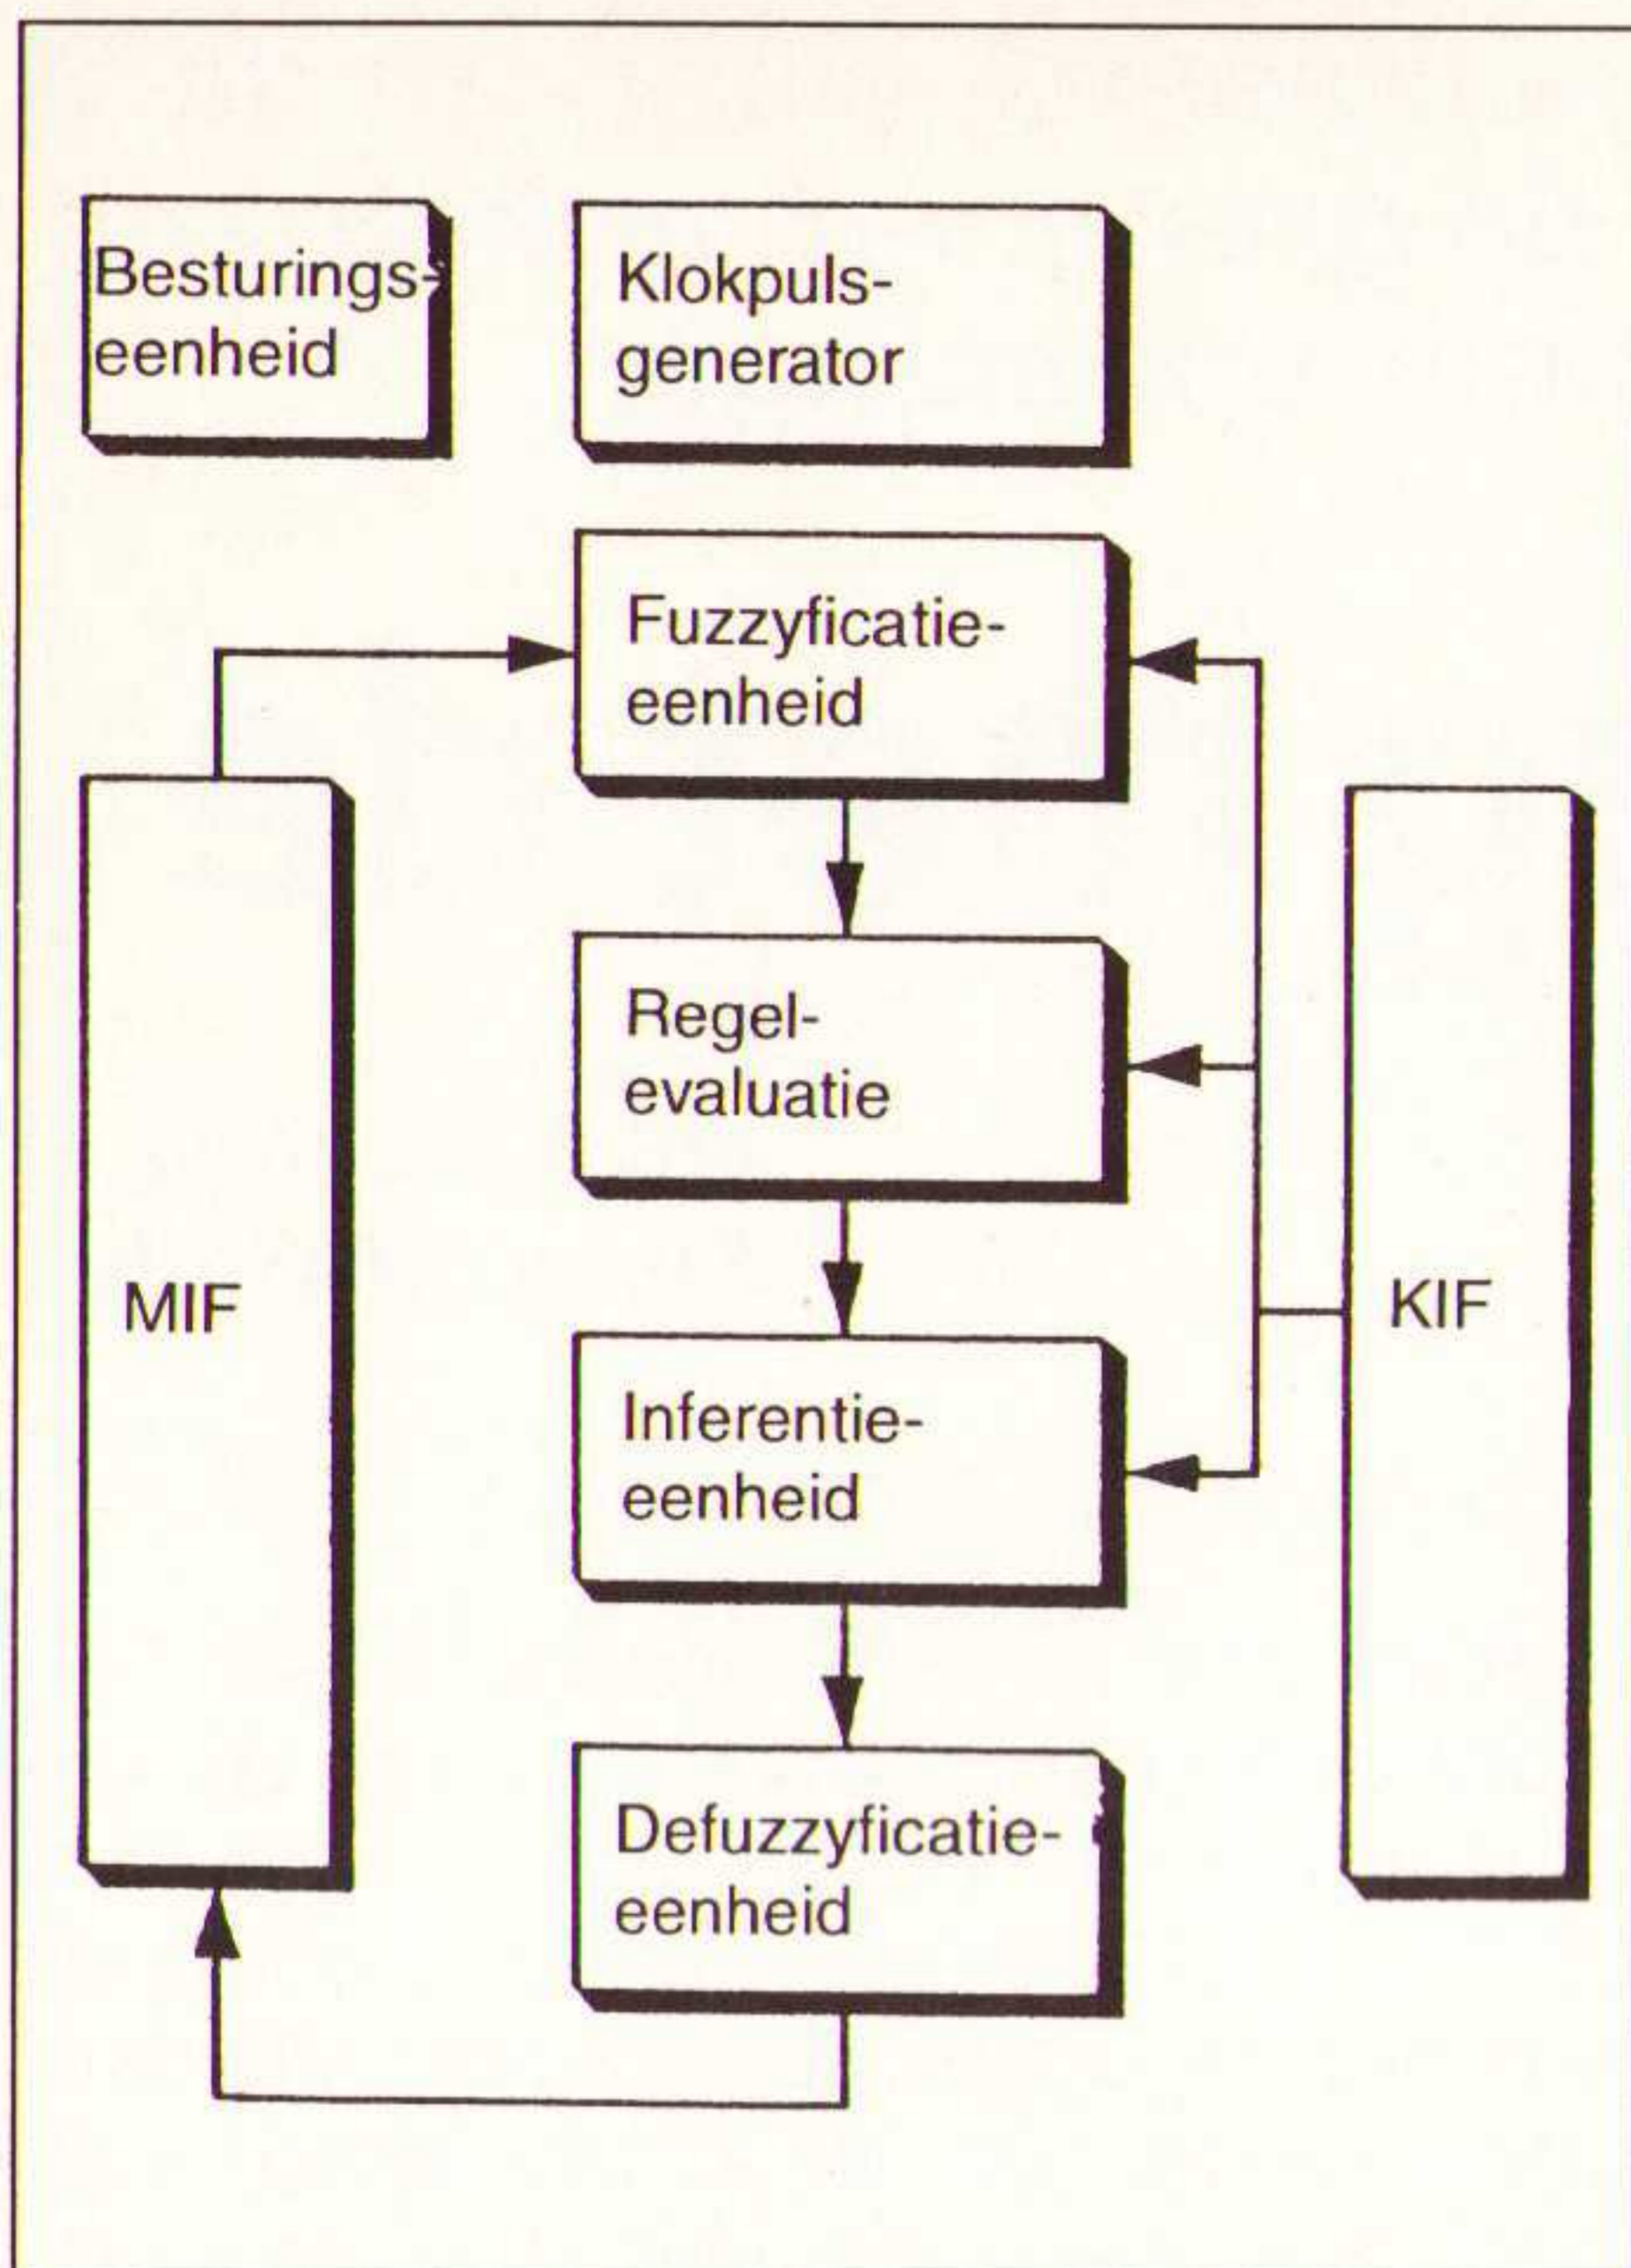 Besturings-
eenheid
Klokpuls-
generator
Fuzzyficatie-
eenheid
Regel-
evaluatie
MIF
KIF
Inferentie-
eenheid
Defuzzyficatie-
eenheid